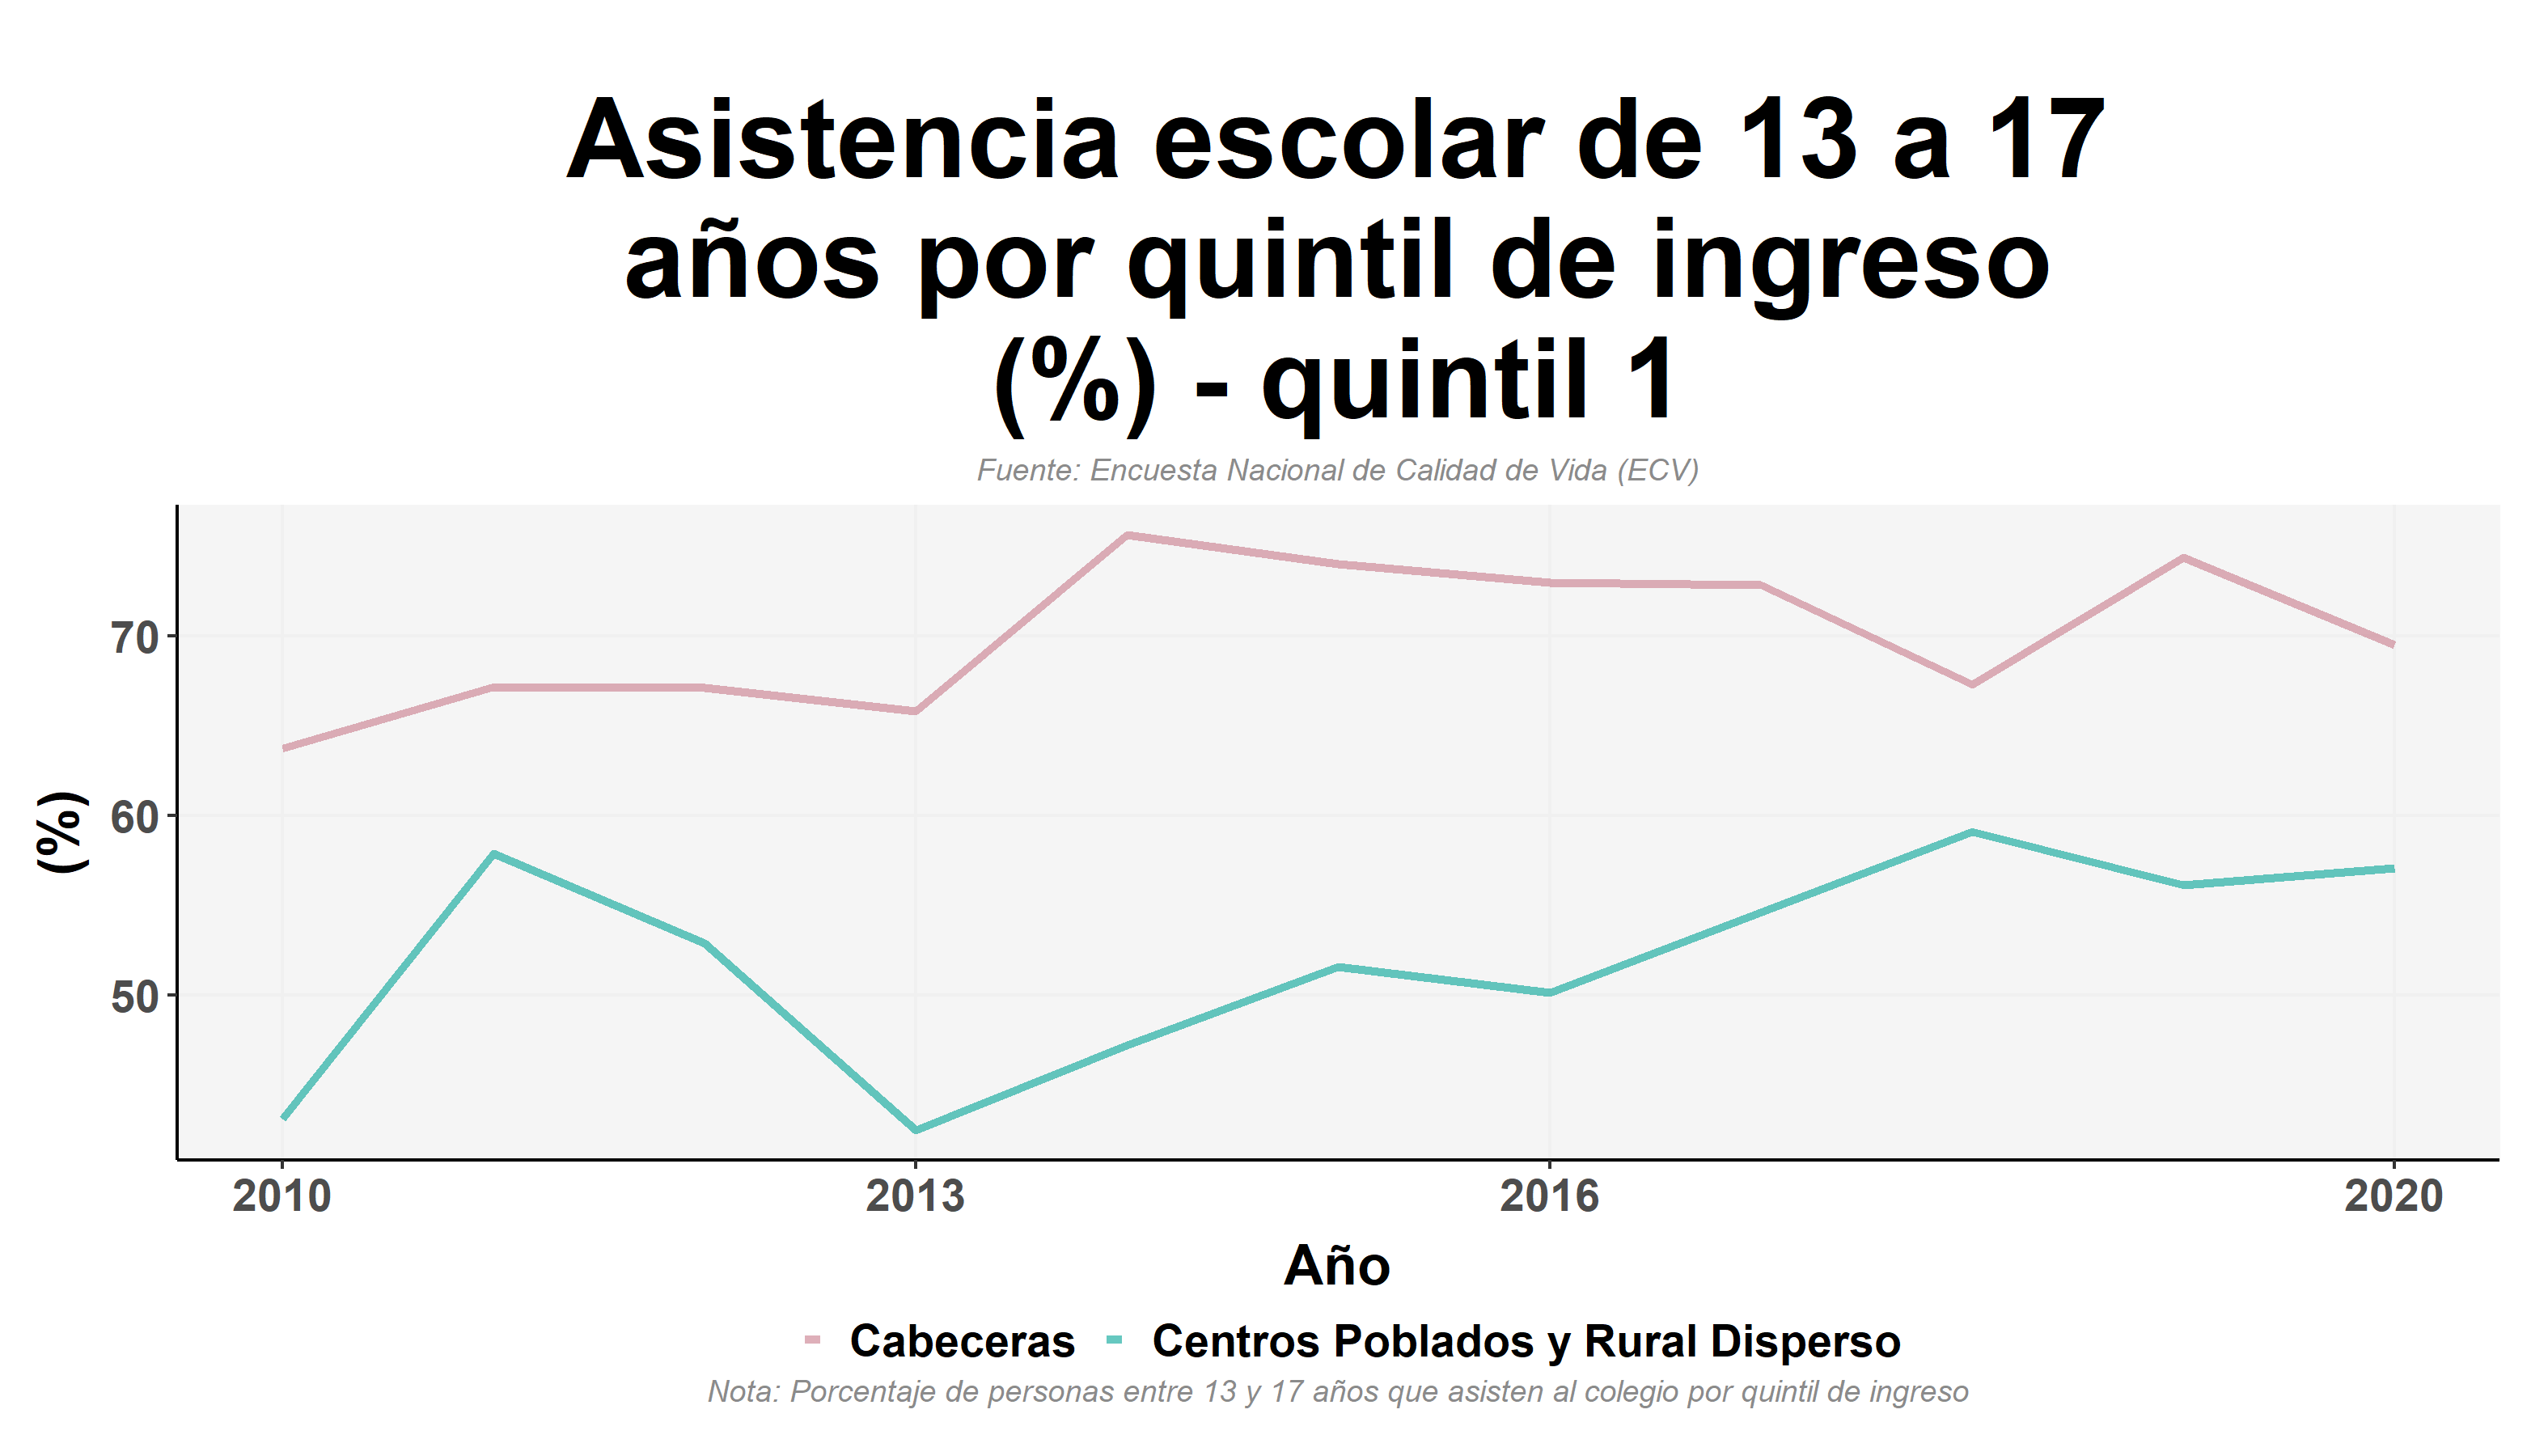 Asistencia escolar de 13 a 17
años por quintil de ingreso
(%) - quintil 1
Fuente: Encuesta Nacional de Calidad de Vida (ECV)
70
60
50
(%)
2010 2013 2016 2020
Año
Cabeceras Centros Poblados y Rural Disperso
Nota: Porcentaje de personas entre 13 y 17 años que asisten al colegio por quintil de ingreso